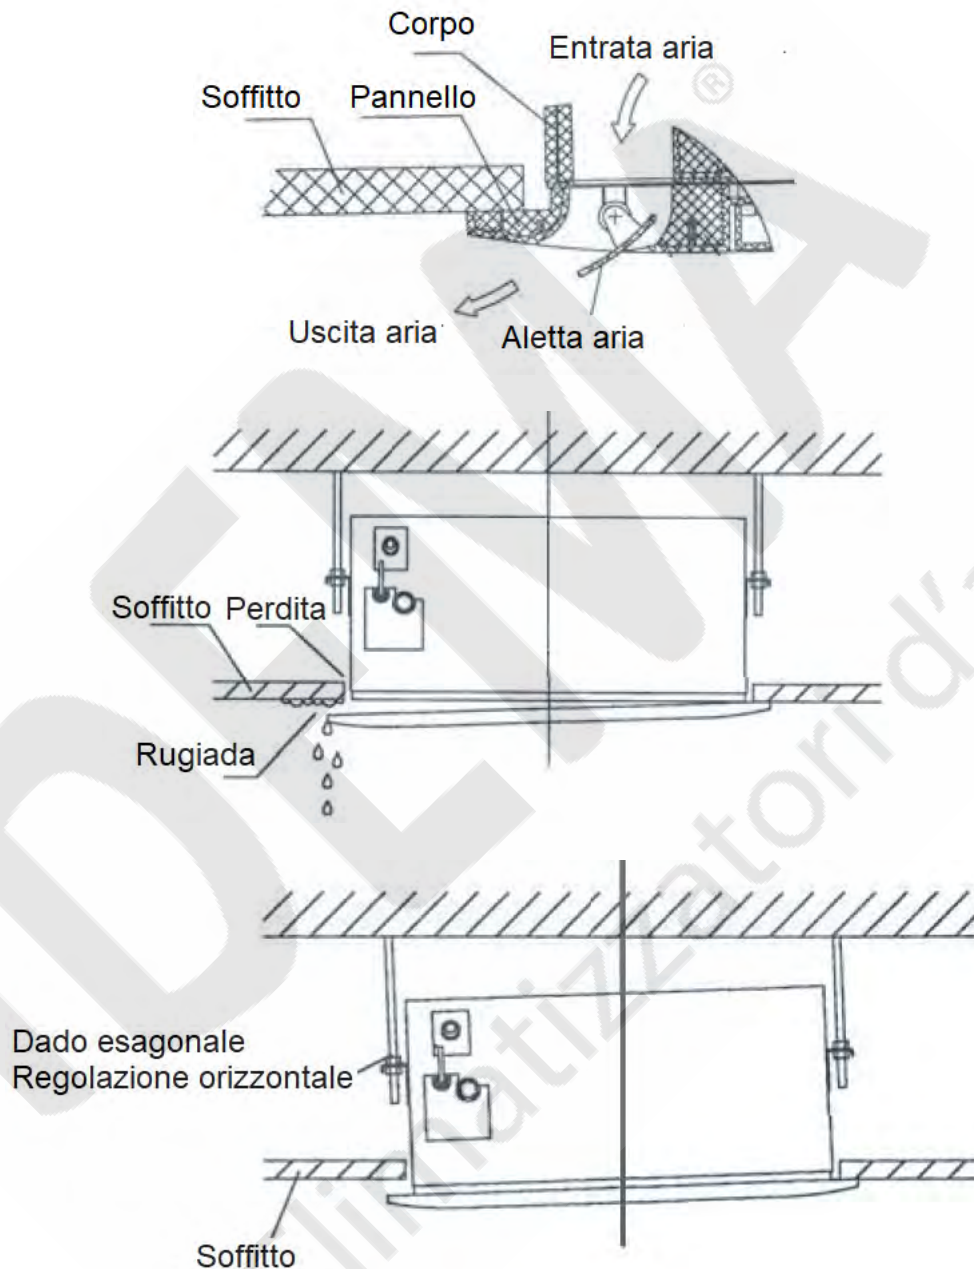 Corpo
Entrata aria
Soffitto
Pannello
®
Uscita aria
Aletta aria
Soffitto
Perdita
Rugiada
Dado esagonale
Regolazione orizzontale
Soffitto